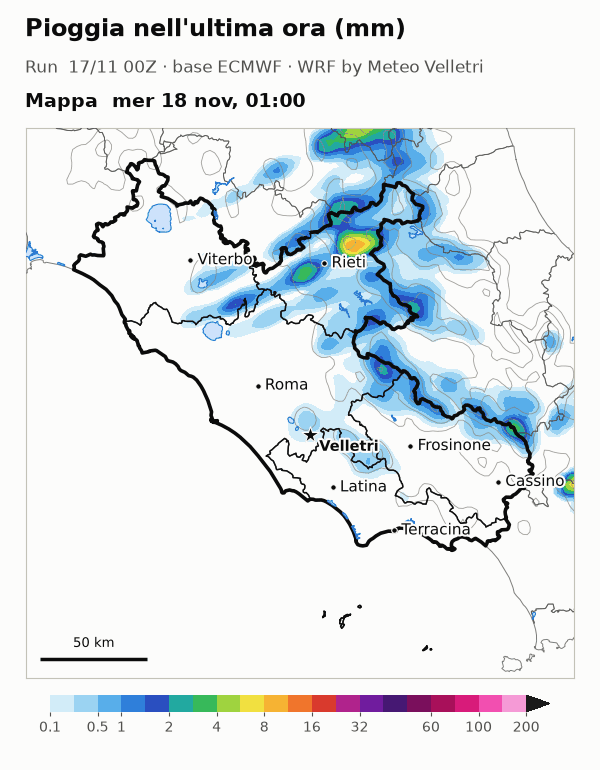 Pioggia nell'ultima ora (mm)
Run 17/11 00Z · base ECMWF · WRF by Meteo Velletri
Mappa mer 18 nov, 01:00
Viterbo
Rieti
Roma
Velletri
Frosinone
Latina
Cassino
Terracina
50 km
0.1 0.5 1 2 4 8 16 32 60 100 200